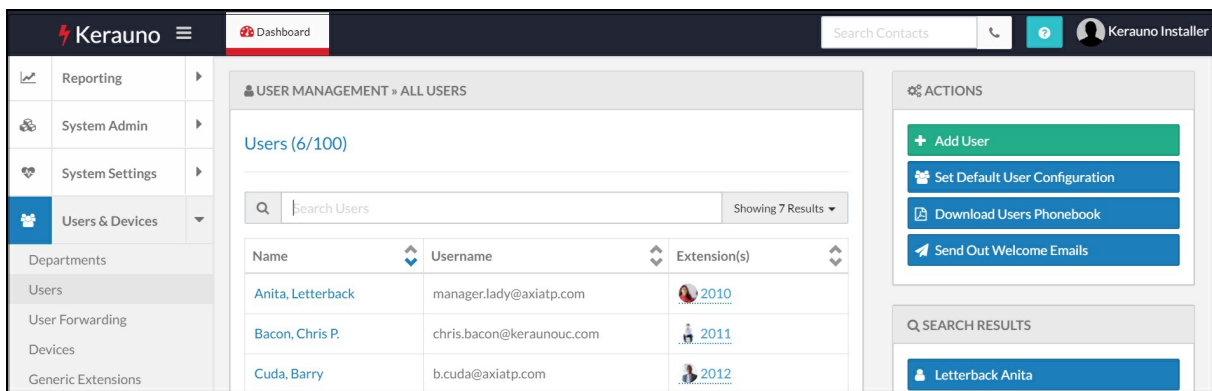 Kerauno
Dashboard
Search Contacts
Kerauno Installer
Reporting
System Admin
System Settings
Users & Devices
Departments
Users
User Forwarding
Devices
Generic Extensions
USER MANAGEMENT » ALL USERS
Users (6/100)
Search Users
Showing 7 Results
Name Username Extension(s)
Anita, Letterback manager.lady@axiatp.com 2010
Bacon, Chris P. chris.bacon@keraunouc.com 2011
Cuda, Barry b.cuda@axiatp.com 2012
ACTIONS
Add User
Set Default User Configuration
Download Users Phonebook
Send Out Welcome Emails
SEARCH RESULTS
Letterback Anita